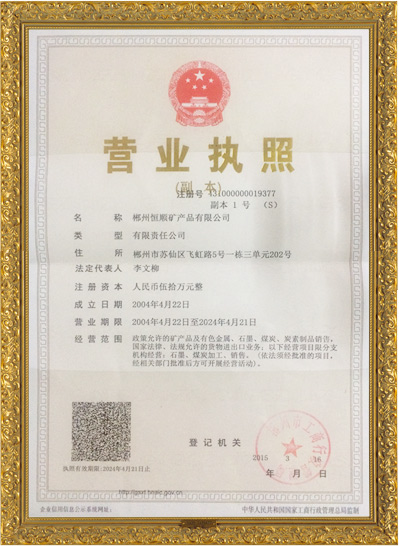 营业执照
(副 本)
注册号 431000000019377
副本 1 号 (S)
名 称 郴州恒顺矿产品有限公司
类 型 有限责任公司
住 所 郴州市苏仙区飞虹路5号一栋三单元202号
法定代表人 李文柳
注 册 资 本 人民币伍拾万元整
成 立 日 期 2004年4月22日
营 业 期 限 2004年4月22日至2024年4月21日
经 营 范 围 政策允许的矿产品及有色金属、石墨、煤炭、炭素制品销售,
国家法律、法规允许的货物进出口业务; 以下经营项目限分支
机构经营: 石墨、煤炭加工、销售。(依法须经批准的项目,
经相关部门批准后方可开展经营活动)。
登 记 机 关
2015 3 16
年 月 日
执照有效期限:2024年4月21日止
企业信用信息公示系统网址:
中华人民共和国国家工商行政管理总局监制